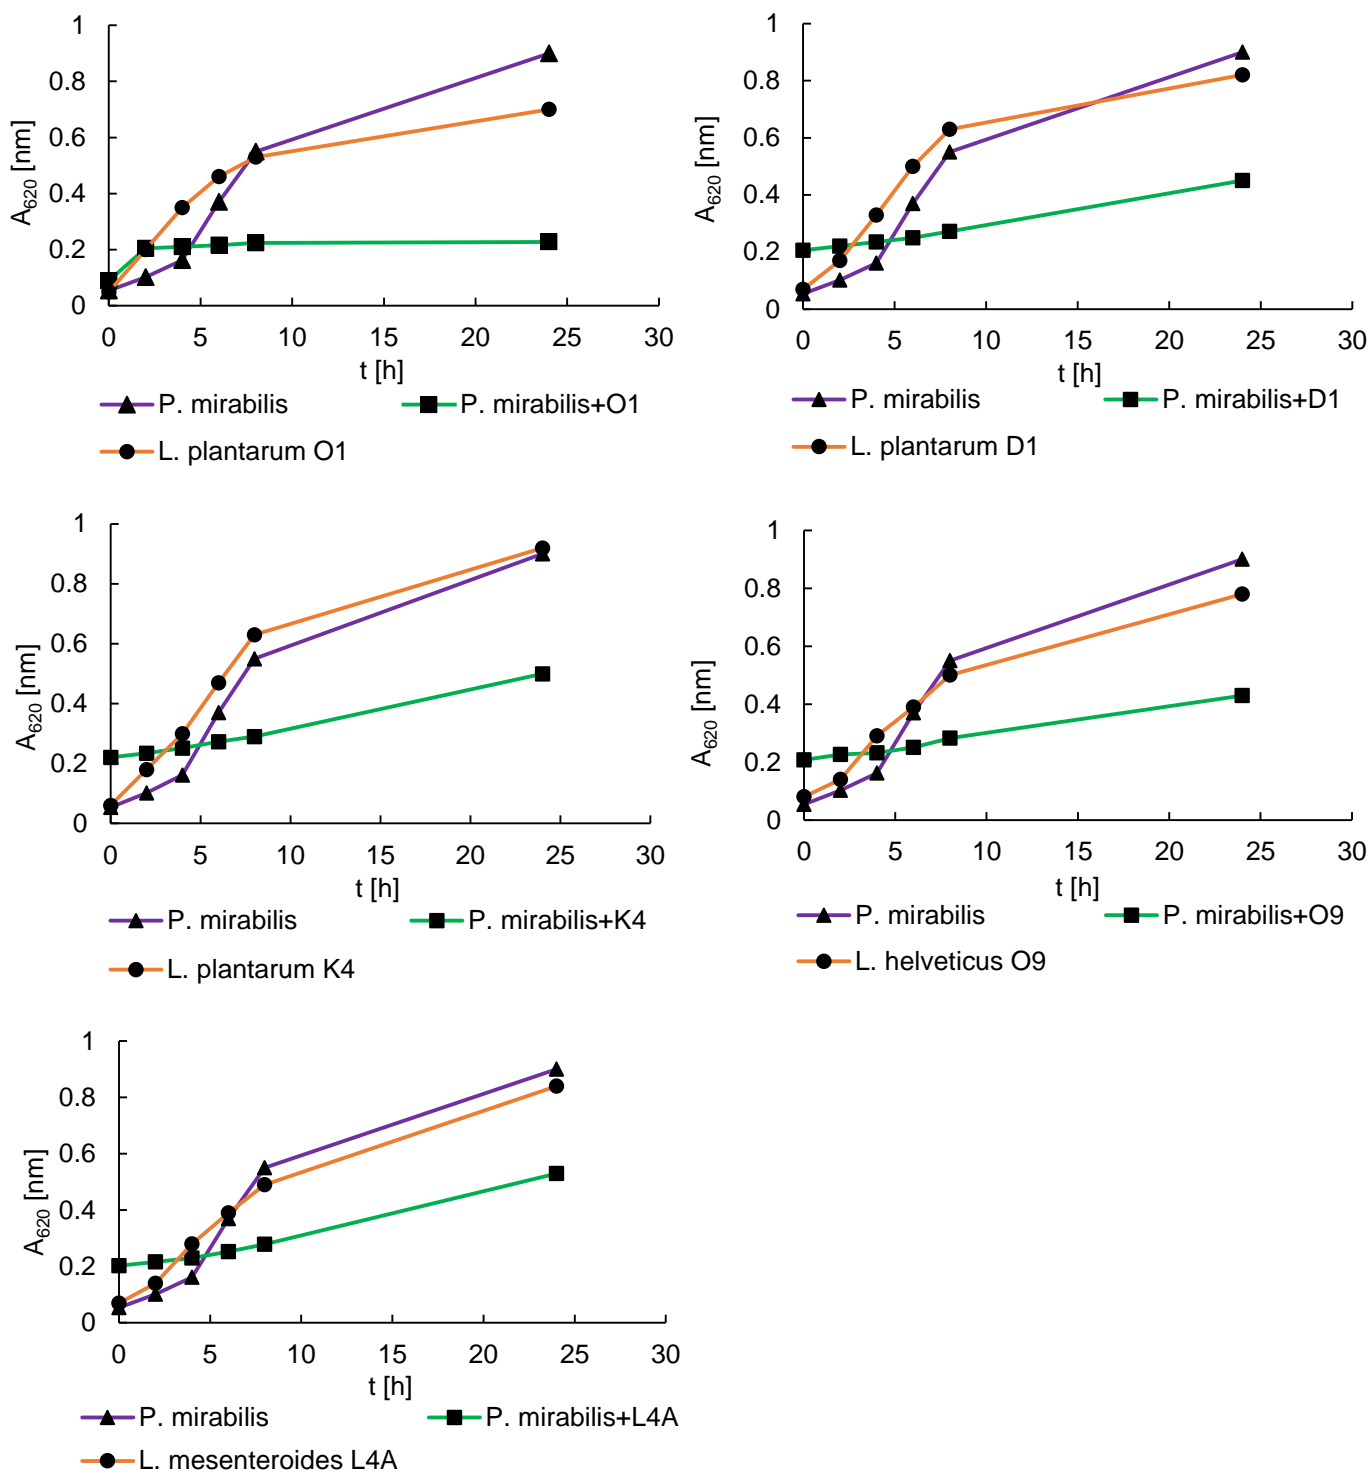 1
0.8
0.6
0.4
0.2
0
A620 [nm]
0 5 10 15 20 25 30
t [h]
P. mirabilis P. mirabilis+O1
L. plantarum O1
1
0.8
0.6
0.4
0.2
0
A620 [nm]
0 5 10 15 20 25 30
t [h]
P. mirabilis P. mirabilis+D1
L. plantarum D1
1
0.8
0.6
0.4
0.2
0
A620 [nm]
0 5 10 15 20 25 30
t [h]
P. mirabilis P. mirabilis+K4
L. plantarum K4
1
0.8
0.6
0.4
0.2
0
A620 [nm]
0 5 10 15 20 25 30
t [h]
P. mirabilis P. mirabilis+O9
L. helveticus O9
1
0.8
0.6
0.4
0.2
0
A620 [nm]
0 5 10 15 20 25 30
t [h]
P. mirabilis P. mirabilis+L4A
L. mesenteroides L4A